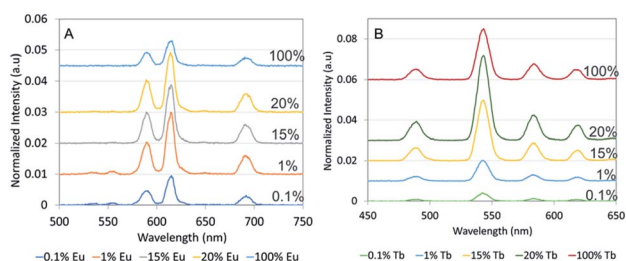 A
Normalized Intensity (a.u)
0.06
0.05
0.04
0.03
0.02
0.01
0
100%
20%
15%
1%
0.1%
500 550 600 650 700 750
Wavelength (nm)
0.1% Eu 1% Eu 15% Eu 20% Eu 100% Eu
B
Normalized Intensity (a.u)
0.08
0.06
0.04
0.02
0
100%
20%
15%
1%
0.1%
450 500 550 600 650
Wavelength (nm)
0.1% Tb 1% Tb 15% Tb 20% Tb 100% Tb